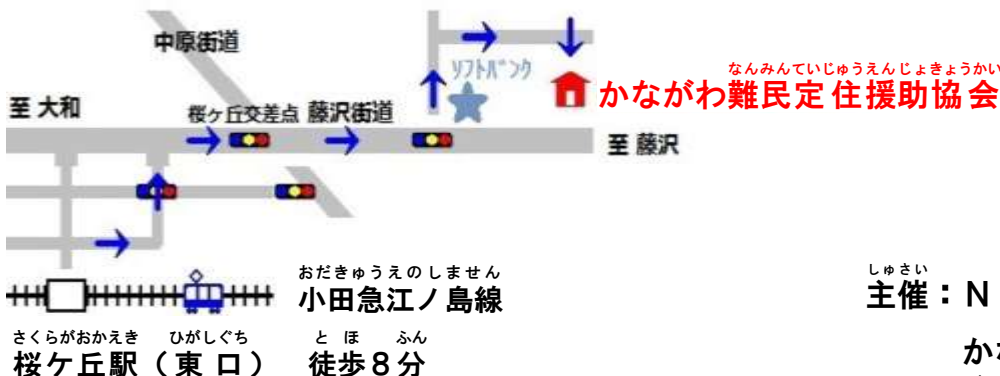 中原街道
ソフトバンク
なんみんていじゅうえんじょきょうかい
かながわ難民定住援助協会
至 大和
桜ヶ丘交差点 藤沢街道
至 藤沢
おだきゅうえのしません
小田急江ノ島線
しゅさい
主催：N
さくらがおかえき ひがしぐち とほ ふん
桜ケ丘駅（東口） 徒歩8分